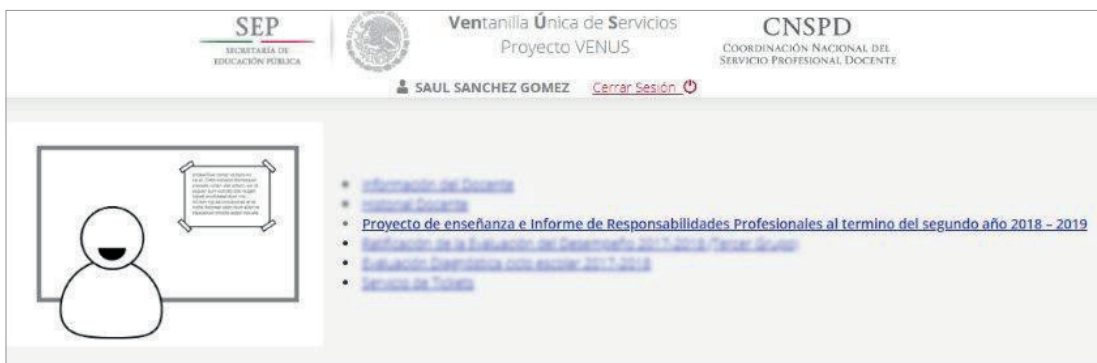 SEP
SECRETARÍA DE
EDUCACIÓN PÚBLICA
Ventanilla Única de Servicios
Proyecto VENUS
CNSPD
COORDINACIÓN NACIONAL DEL
SERVICIO PROFESIONAL DOCENTE
SAUL SANCHEZ GOMEZ Cerrar Sesión
Información del Docente
Historial Docente
Proyecto de enseñanza e Informe de Responsabilidades Profesionales al termino del segundo año 2018 – 2019
Ratificación de la Evaluación del Desempeño 2017-2018 (Tercer Grupo)
Evaluación Diagnóstica ciclo escolar 2017-2018
Servicio de Tickets